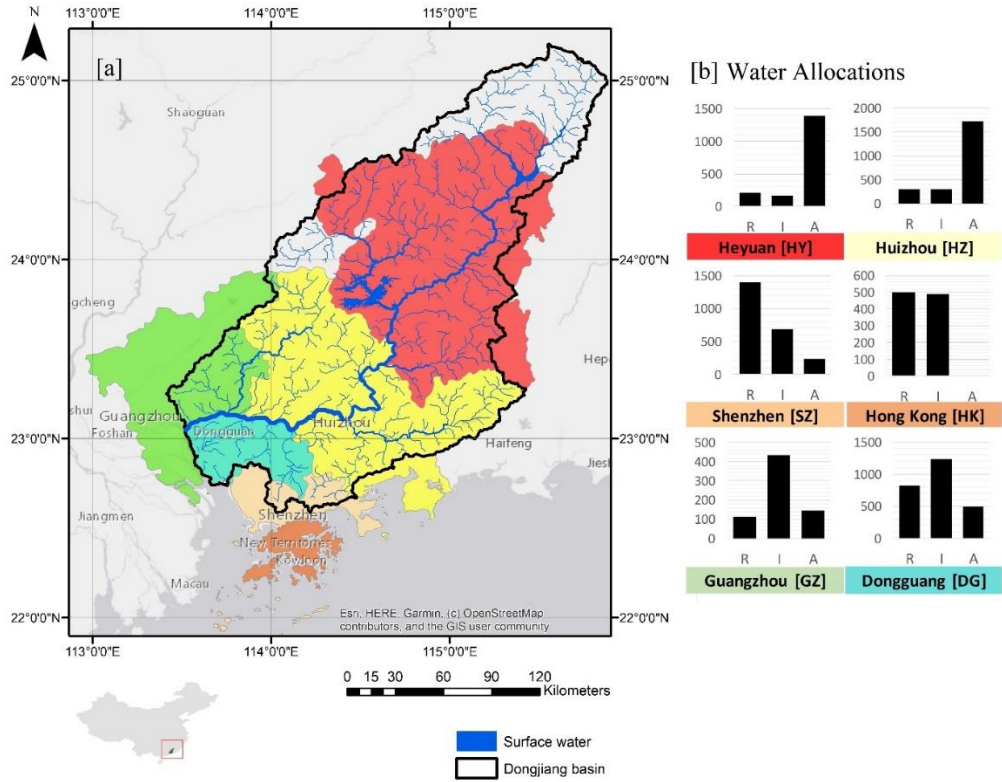 N
113°0'0"E 114°0'0"E 115°0'0"E
[a]
25°0'0"N 25°0'0"N
Shaoguan
24°0'0"N 24°0'0"N
gcheng
Hep
shui
Guangzhou
Foshan
Dongguan
Huizhou
23°0'0"N 23°0'0"N
Haifeng
Jiesh
Jiangmen
Shenzhen
New Territories
Kowloon
Macau
22°0'0"N 22°0'0"N
Esri, HERE, Garmin, (c) OpenStreetMap
contributors, and the GIS user community
113°0'0"E 114°0'0"E 115°0'0"E
0 15 30 60 90 120
Kilometers
Surface water
Dongjiang basin
[b] Water Allocations
1500
1000
500
0
R I A
Heyuan [HY]
2000
1500
1000
500
0
R I A
Huizhou [HZ]
1500
1000
500
0
R I A
Shenzhen [SZ]
600
500
400
300
200
100
0
R I A
Hong Kong [HK]
500
400
300
200
100
0
R I A
Guangzhou [GZ]
1500
1000
500
0
R I A
Dongguang [DG]